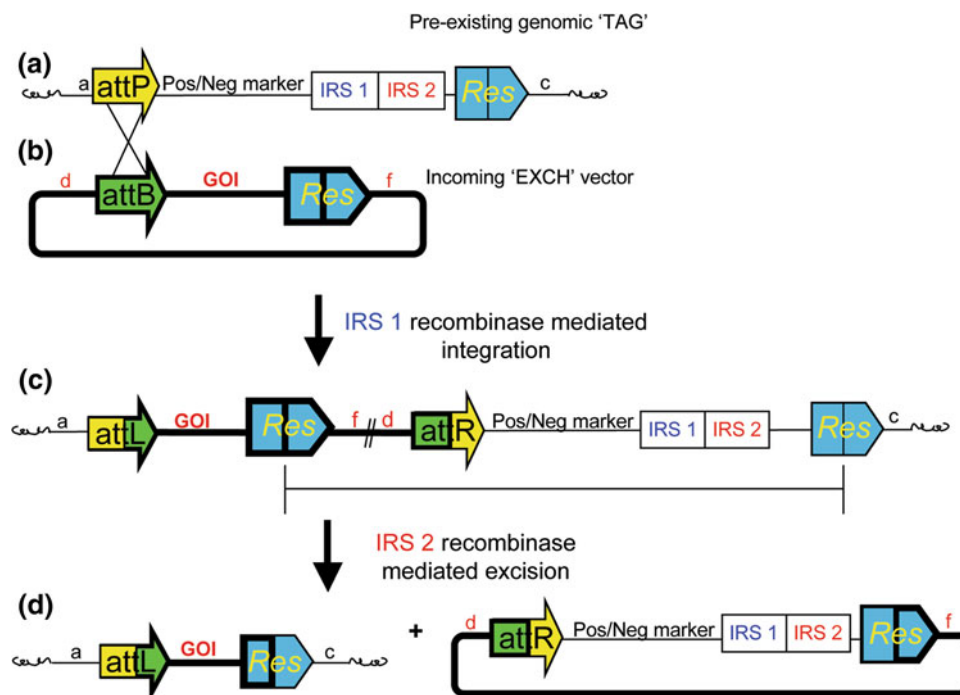 Pre-existing genomic 'TAG'
(a)
a attP Pos/Neg marker IRS 1 IRS 2 Res c
(b)
d attB GOI Res f Incoming 'EXCH' vector
IRS 1 recombinase mediated
integration
(c)
a attL GOI Res f // d attR Pos/Neg marker IRS 1 IRS 2 Res c
IRS 2 recombinase
mediated excision
(d)
a attL GOI Res c + d attR Pos/Neg marker IRS 1 IRS 2 Res f